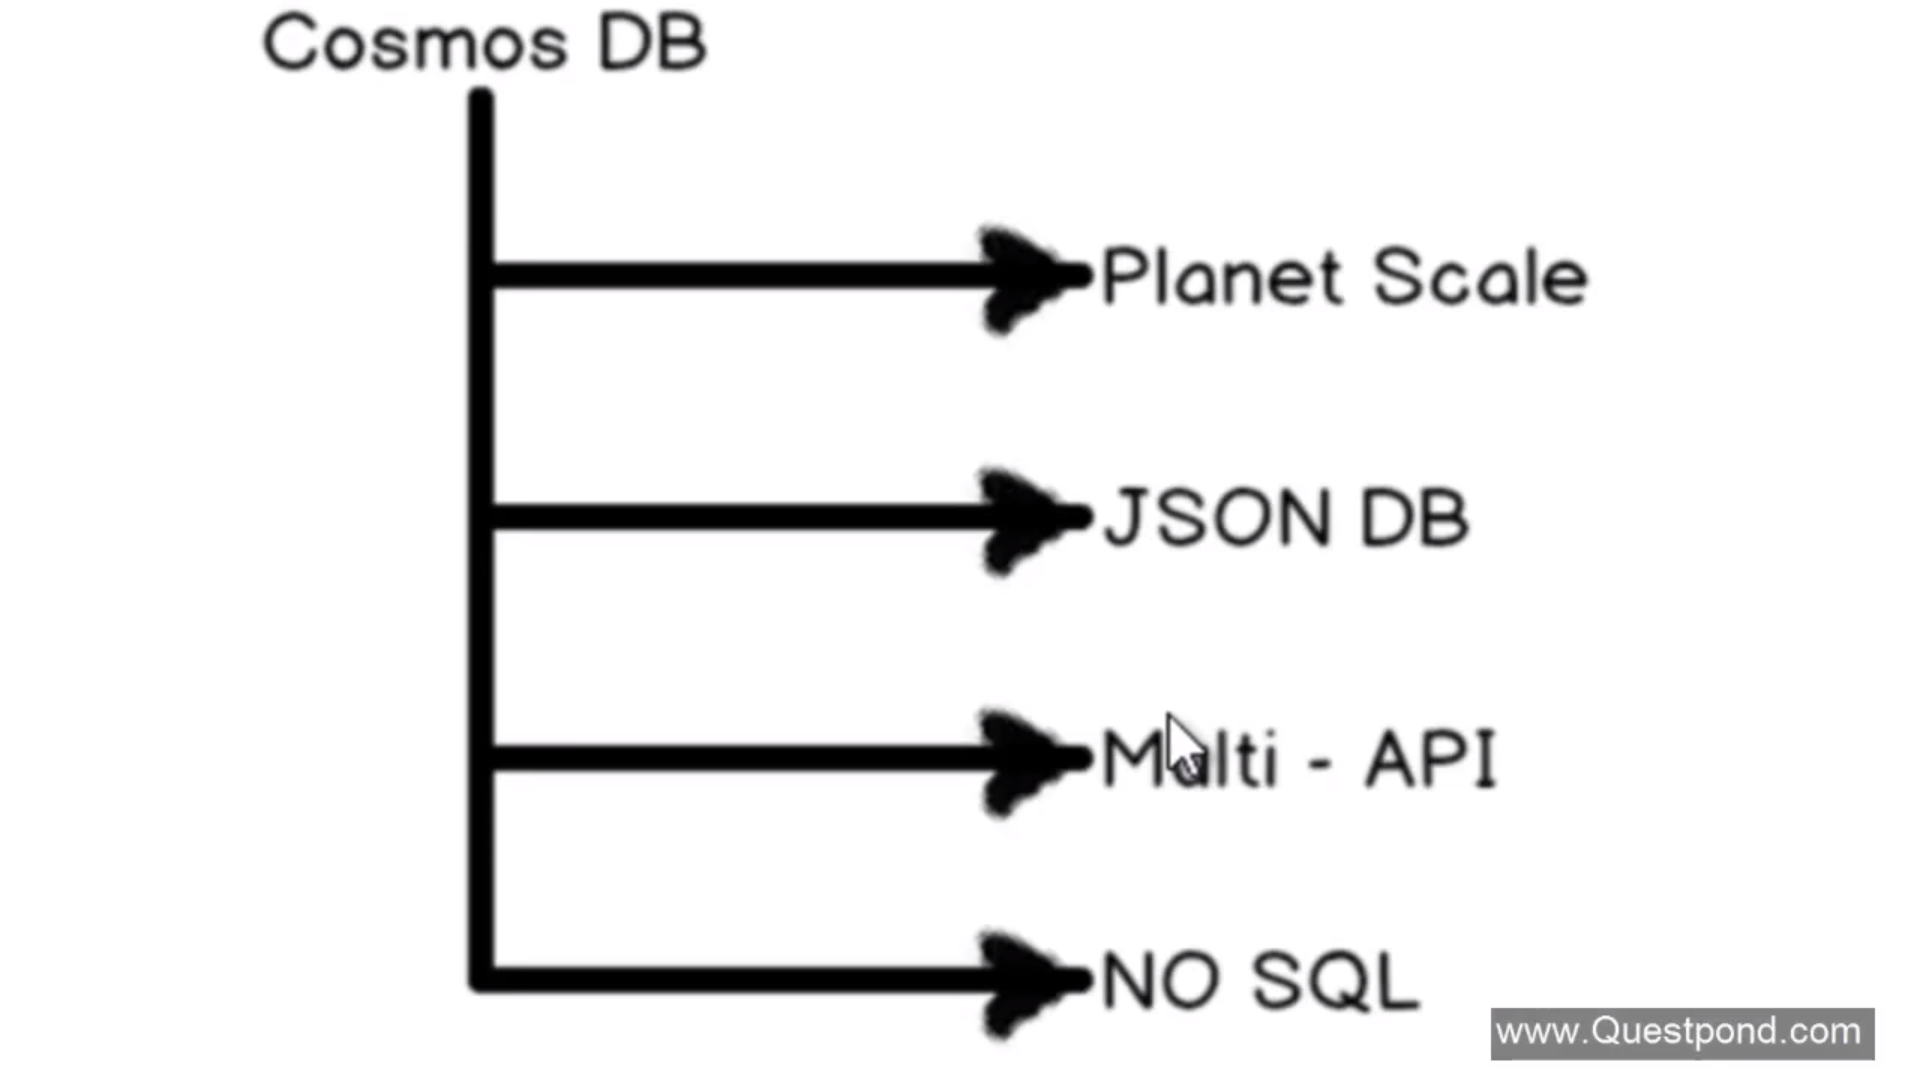 Cosmos DB
Planet Scale
JSON DB
Multi - API
NO SQL
www.Questpond.com